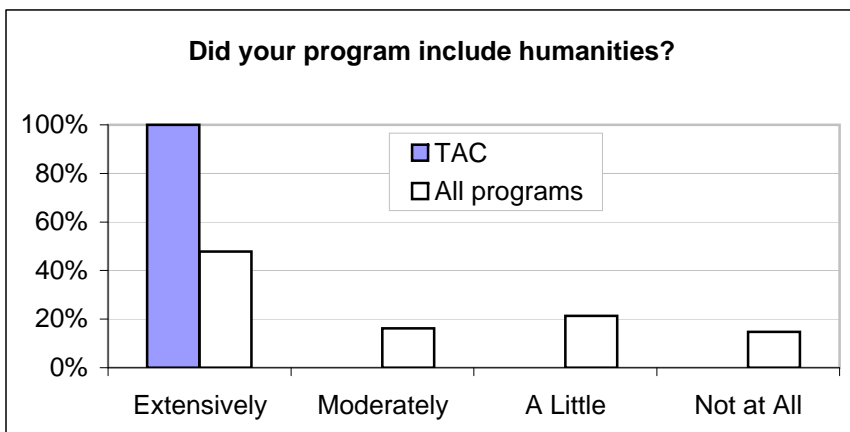 Did your program include humanities?
100%
80%
60%
40%
20%
0%
TAC
All programs
Extensively Moderately A Little Not at All